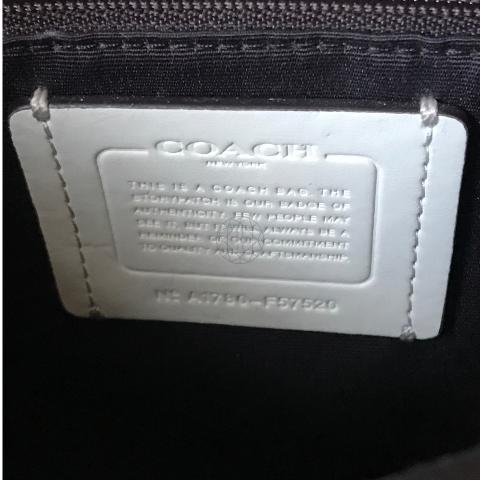 COACH
NEW YORK
THIS IS A COACH BAG. THE
STORYPATCH IS OUR BADGE OF
AUTHENTICITY. FEW PEOPLE MAY
SEE IT, BUT IT WILL ALWAYS BE A
REMINDER OF OUR COMMITMENT
TO QUALITY AND CRAFTSMANSHIP.
Nº A1780-F57520